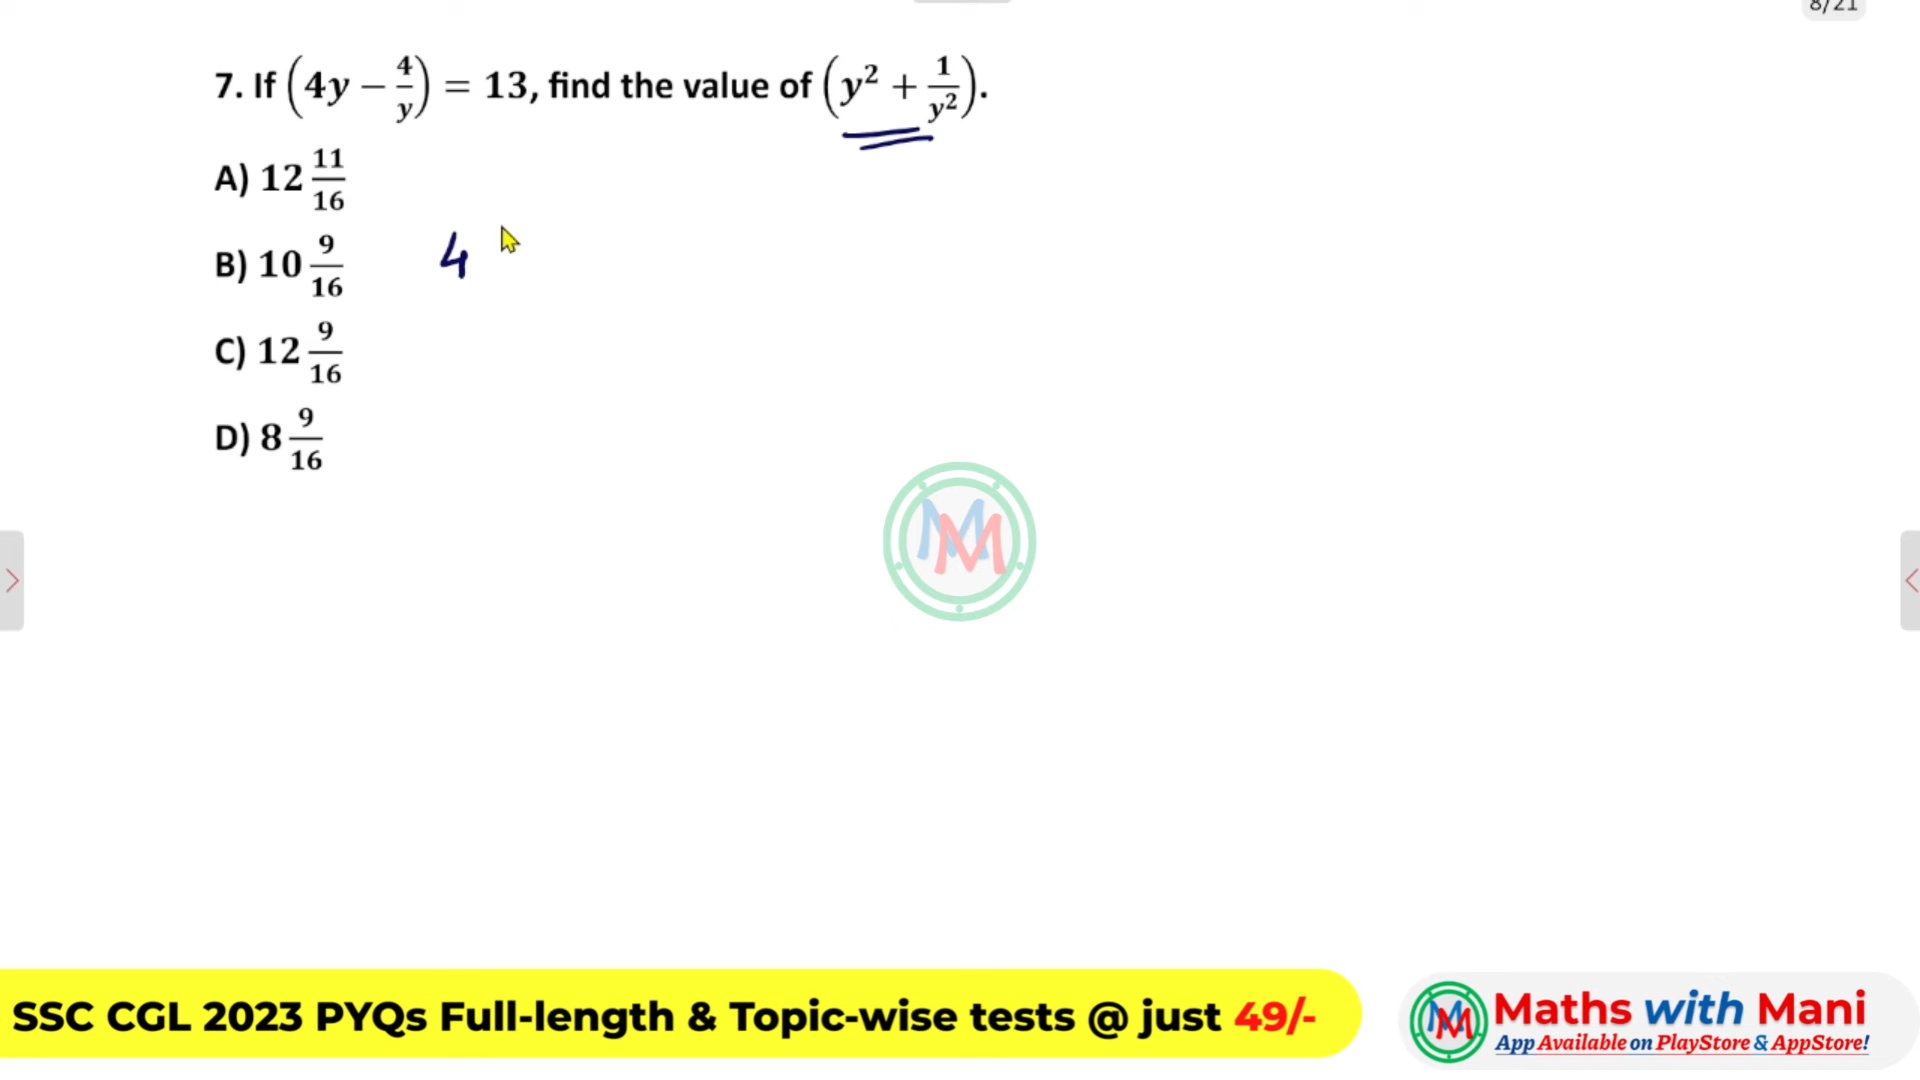 8/21
7. If (4y − 4/y) = 13, find the value of (y² + 1/y²).
A) 12 11/16
B) 10 9/16
4
C) 12 9/16
D) 8 9/16
MM
SSC CGL 2023 PYQs Full-length & Topic-wise tests @ just 49/-
MM
Maths with Mani
App Available on PlayStore & AppStore!